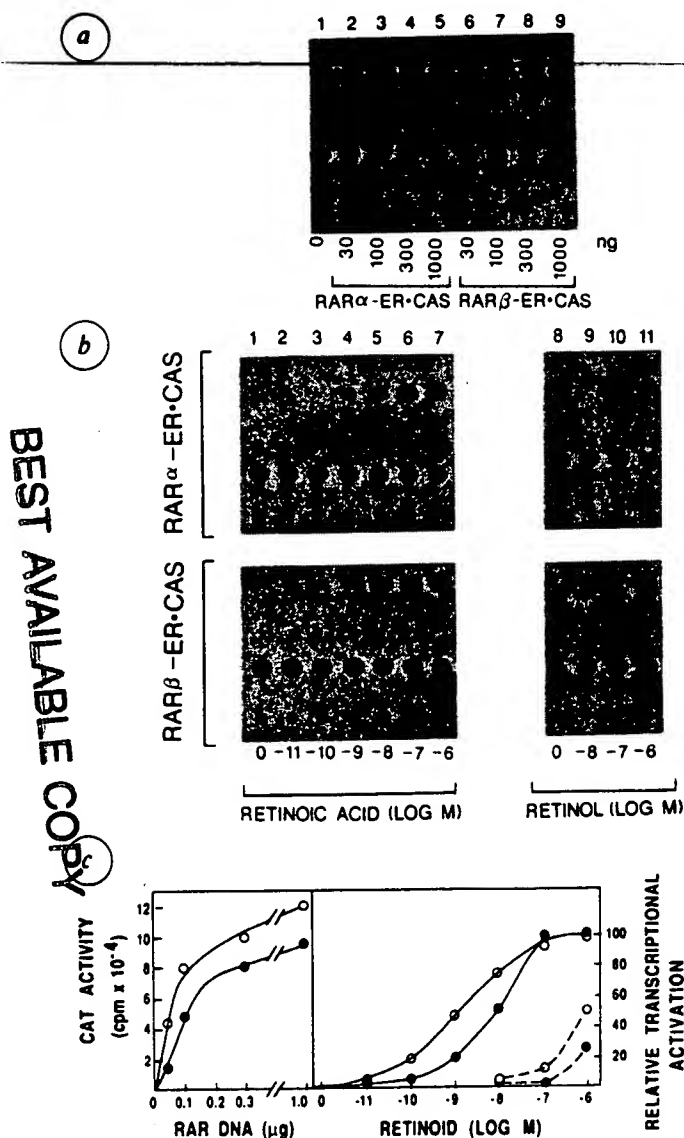 a
1 2 3 4 5 6 7 8 9
0 30 100 300 1000 30 100 300 1000 ng
RARα-ER•CAS RARβ-ER•CAS
b
1 2 3 4 5 6 7 8 9 10 11
RARα-ER•CAS
RARβ-ER•CAS
BEST AVAILABLE COPY
0 -11 -10 -9 -8 -7 -6 0 -8 -7 -6
RETINOIC ACID (LOG M) RETINOL (LOG M)
c
CAT ACTIVITY
(cpm x 10⁻⁴)
12
10
8
6
4
2
100
80
60
40
20
RELATIVE TRANSCRIPTIONAL
ACTIVATION
0 0.1 0.3 1.0 0 -11 -10 -9 -8 -7 -6
RAR DNA (µg) RETINOID (LOG M)